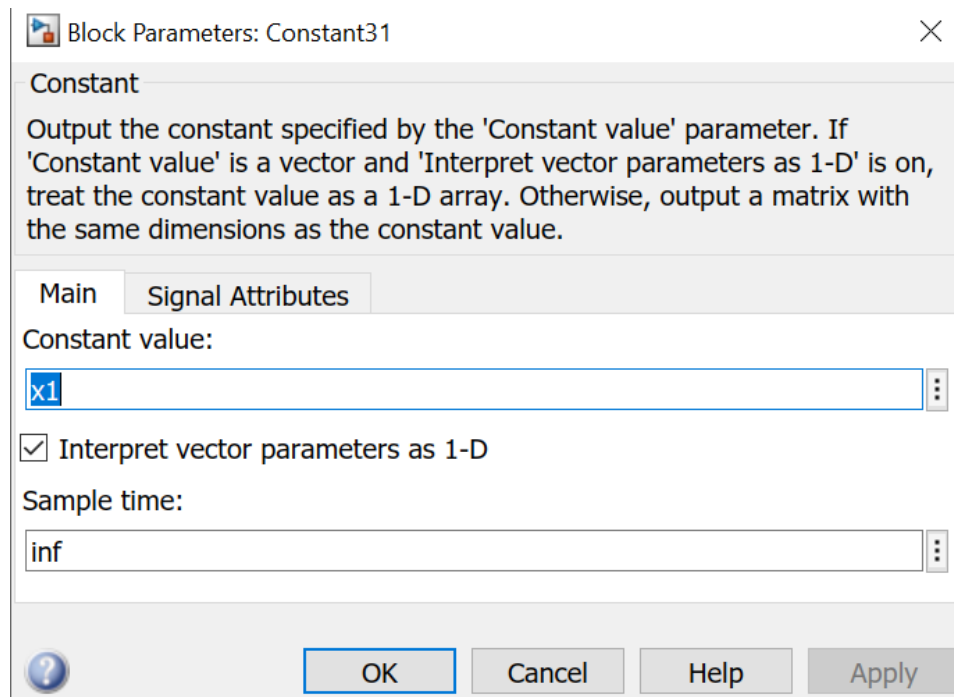 Block Parameters: Constant31
Constant
Output the constant specified by the 'Constant value' parameter. If
'Constant value' is a vector and 'Interpret vector parameters as 1-D' is on,
treat the constant value as a 1-D array. Otherwise, output a matrix with
the same dimensions as the constant value.
Main Signal Attributes
Constant value:
x1
Interpret vector parameters as 1-D
Sample time:
inf
? OK Cancel Help Apply